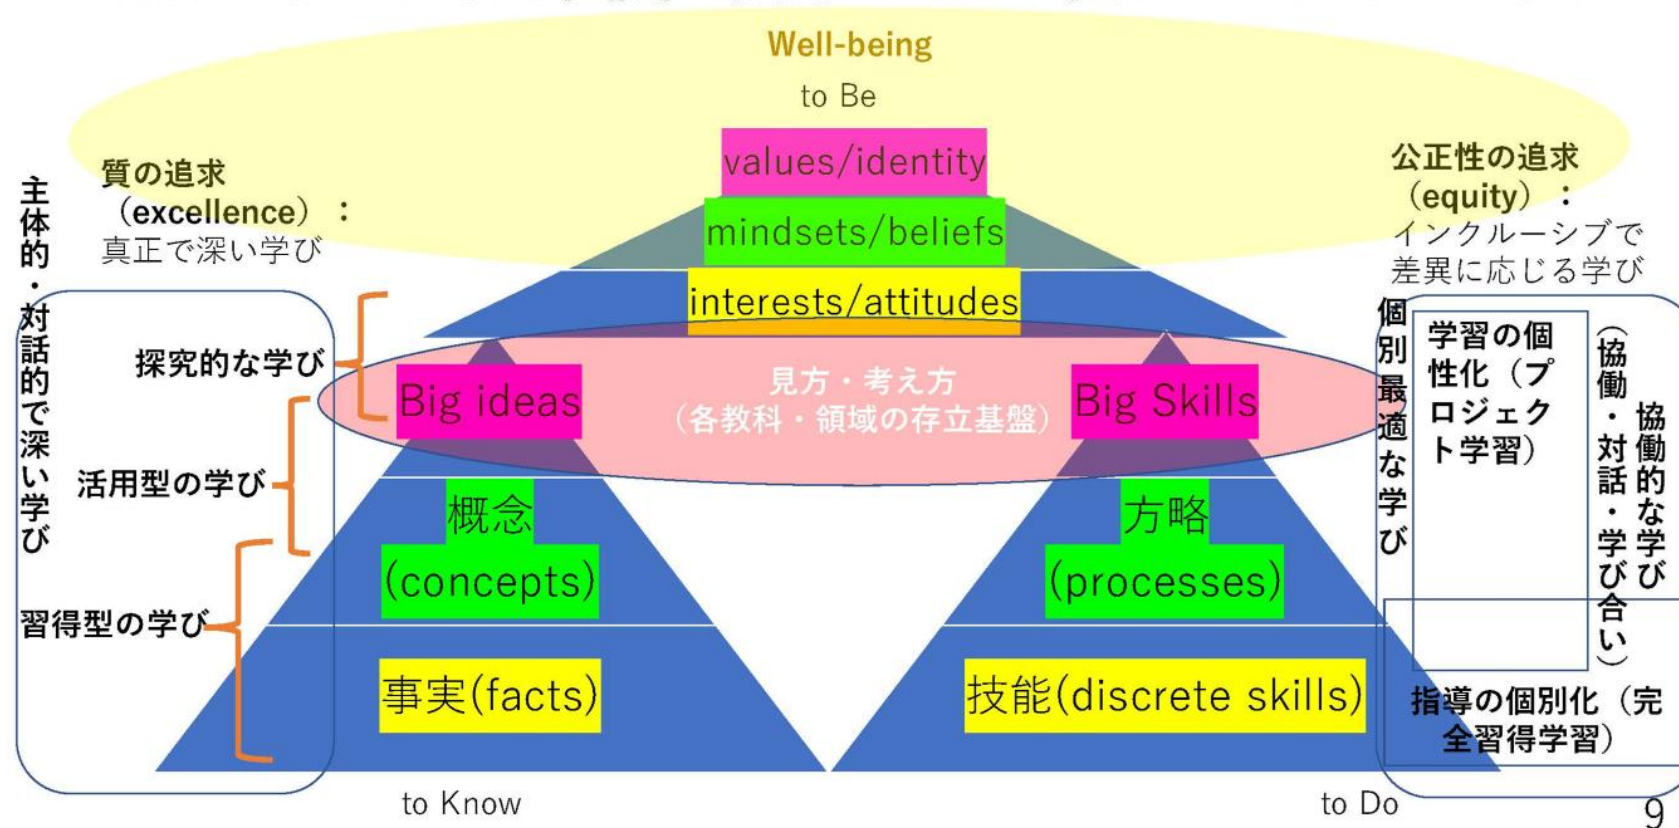 Well-being
to Be
values/identity
mindsets/beliefs
interests/attitudes
主体的・対話的で深い学び
質の追求
（excellence）：
真正で深い学び
探究的な学び
活用型の学び
習得型の学び
Big ideas
見方・考え方
（各教科・領域の存立基盤）
Big Skills
概念
(concepts)
方略
(processes)
事実(facts)
技能(discrete skills)
to Know
to Do
公正性の追求
（equity）：
インクルーシブで
差異に応じる学び
個別最適な学び
学習の個
性化（プ
ロジェク
ト学習）
協働的な学び
（協働・対話・学び合い）
指導の個別化（完
全習得学習）
9